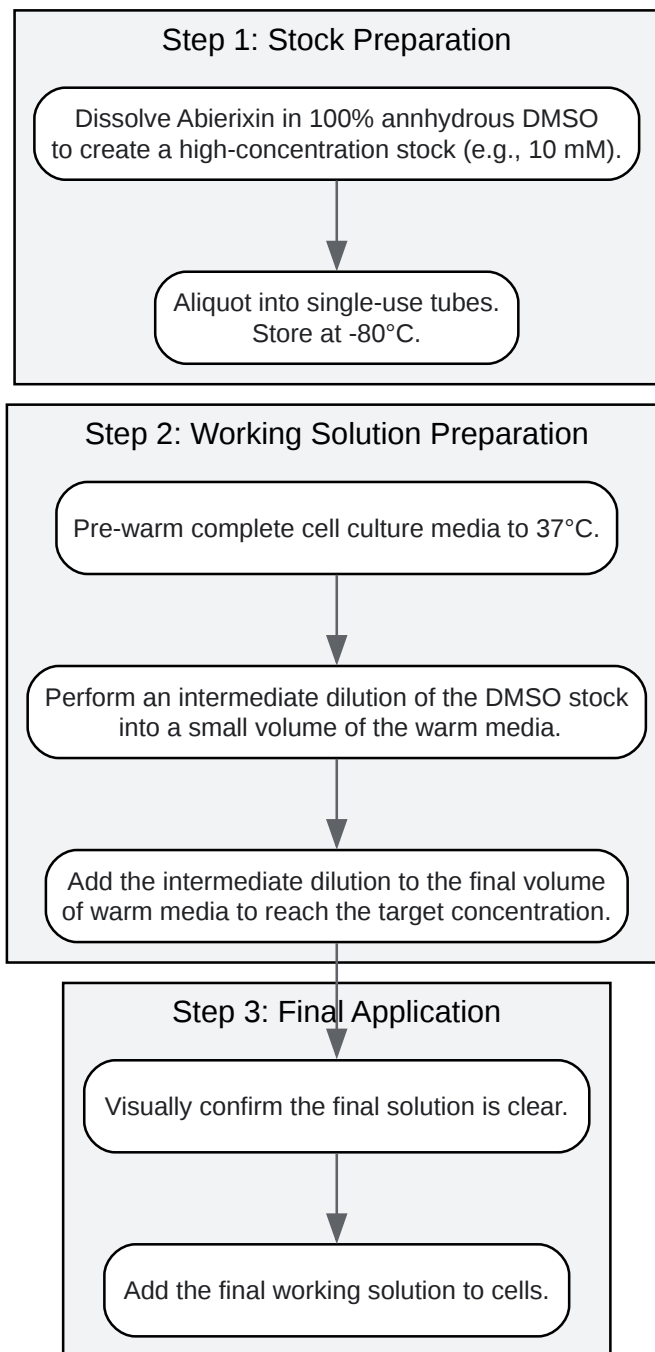 Step 1: Stock Preparation
Dissolve Abierixin in 100% annhydrous DMSO
to create a high-concentration stock (e.g., 10 mM).
Aliquot into single-use tubes.
Store at -80°C.
Step 2: Working Solution Preparation
Pre-warm complete cell culture media to 37°C.
Perform an intermediate dilution of the DMSO stock
into a small volume of the warm media.
Add the intermediate dilution to the final volume
of warm media to reach the target concentration.
Step 3: Final Application
Visually confirm the final solution is clear.
Add the final working solution to cells.